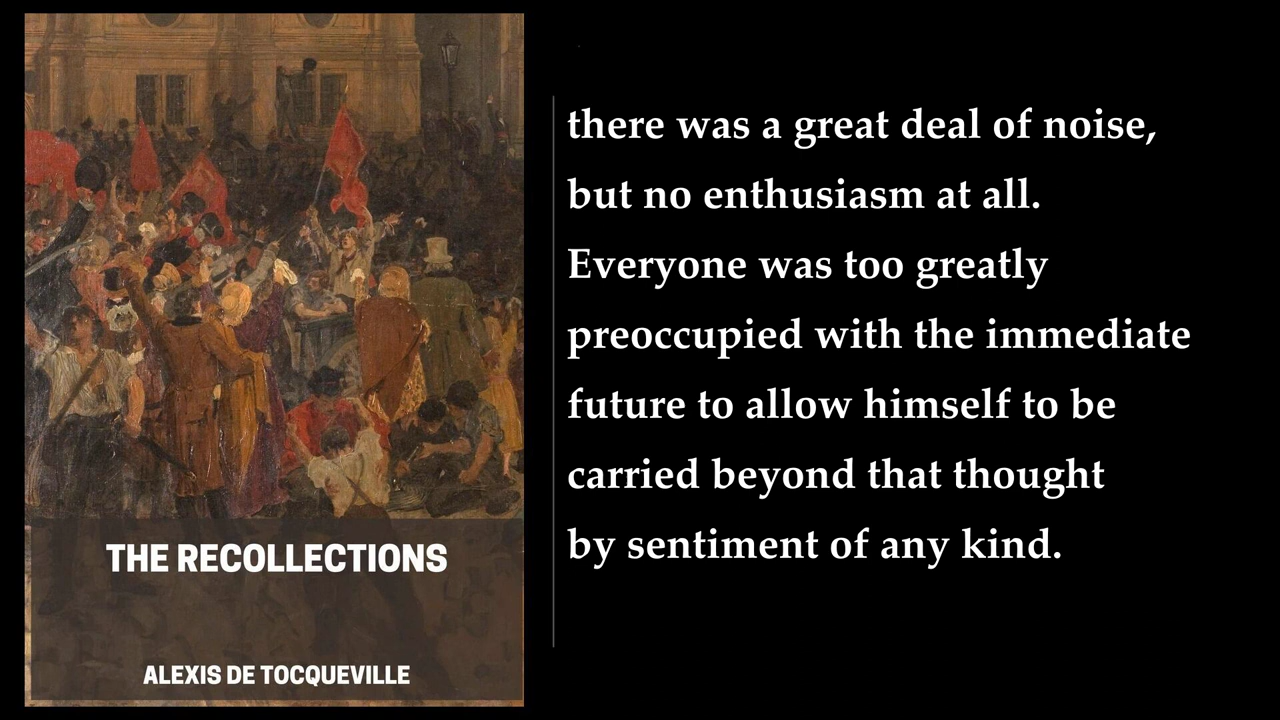 THE RECOLLECTIONS
ALEXIS DE TOCQUEVILLE
there was a great deal of noise,
but no enthusiasm at all.
Everyone was too greatly
preoccupied with the immediate
future to allow himself to be
carried beyond that thought
by sentiment of any kind.